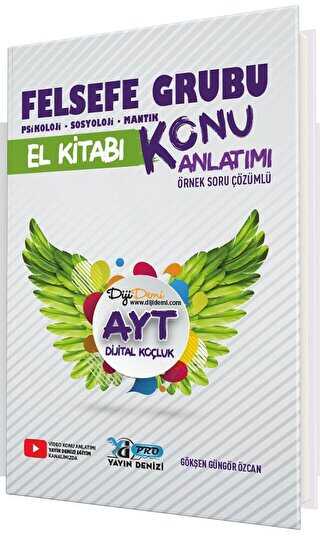 FELSEFE GRUBU
PSİKOLOJİ • SOSYOLOJİ • MANTIK
EL KİTABI
KONU
ANLATIMI
ÖRNEK SORU ÇÖZÜMLÜ
DijiDemi
www.dijidemi.com
AYT
DİJİTAL KOÇLUK
VİDEO KONU ANLATIMI
YAYIN DENİZİ EĞİTİM
KANALIMIZDA
PRO
YAYIN DENİZİ
GÖKŞEN GÜNGÖR ÖZCAN